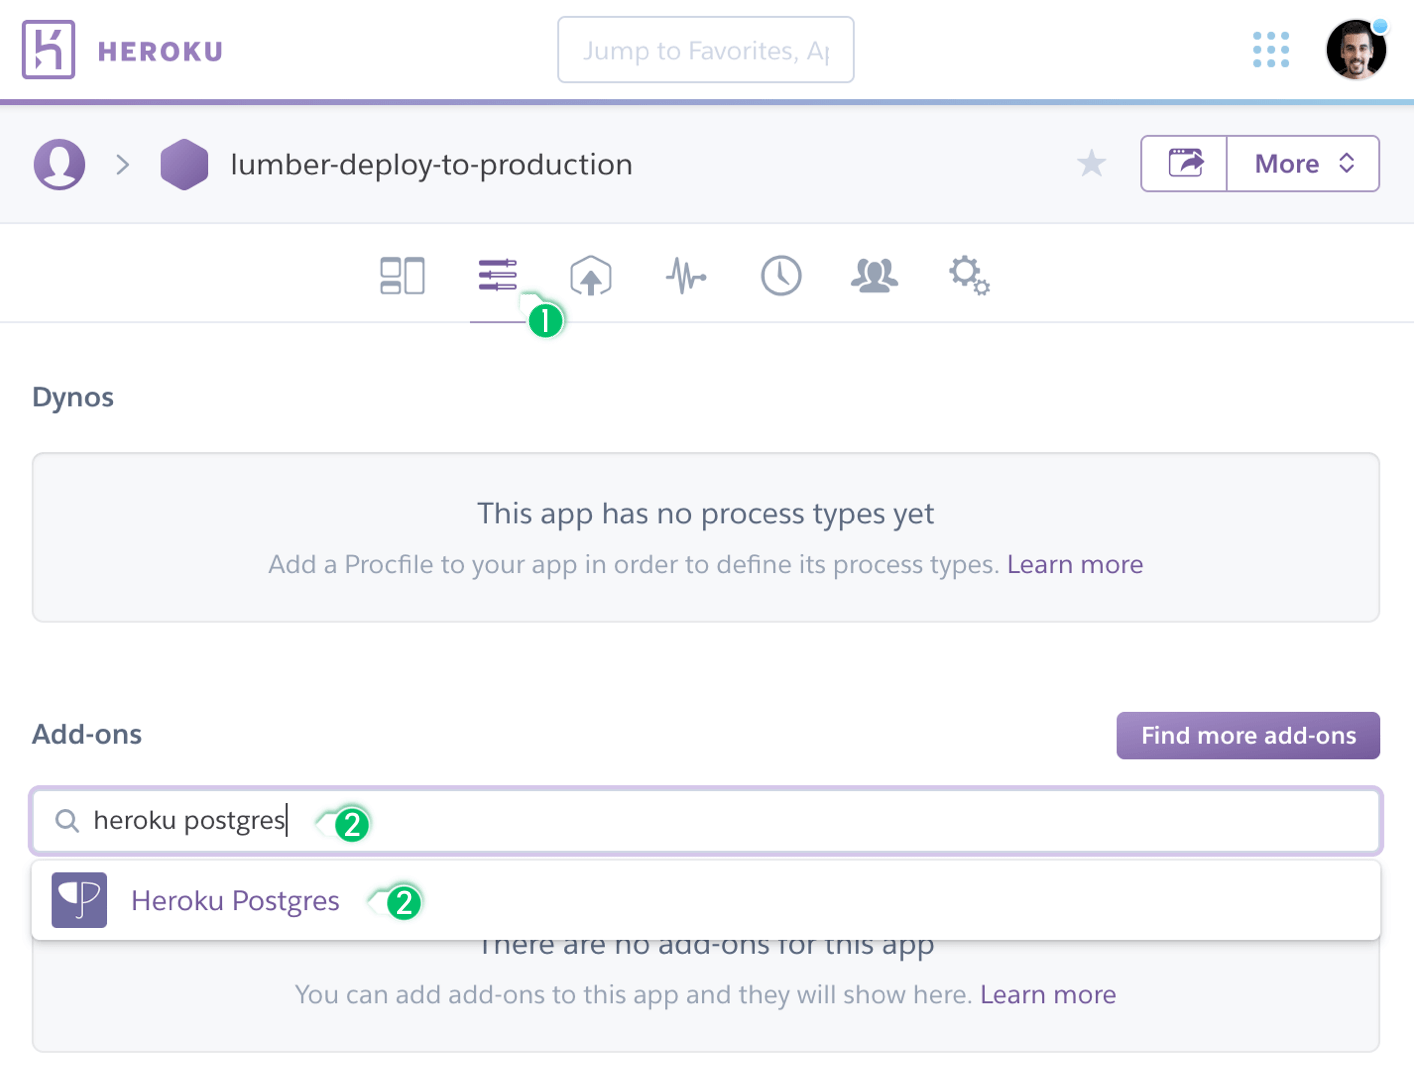 HEROKU
Jump to Favorites, Ap
lumber-deploy-to-production
More
1
Dynos
This app has no process types yet
Add a Procfile to your app in order to define its process types. Learn more
Add-ons
Find more add-ons
heroku postgres
2
Heroku Postgres
2
There are no add-ons for this app
You can add add-ons to this app and they will show here. Learn more